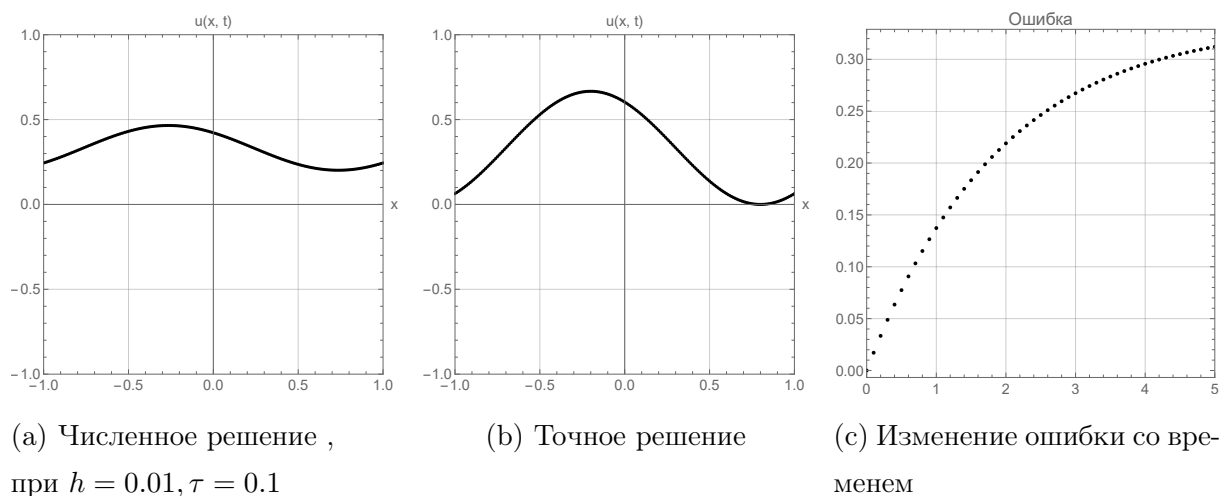 u(x, t)
1.0
0.5
0.0
−0.5
−1.0
−1.0 −0.5 0.0 0.5 1.0
x
u(x, t)
1.0
0.5
0.0
−0.5
−1.0
−1.0 −0.5 0.0 0.5 1.0
x
Ошибка
0.30
0.25
0.20
0.15
0.10
0.05
0.00
0 1 2 3 4 5
(a) Численное решение ,
при h = 0.01, τ = 0.1
(b) Точное решение
(c) Изменение ошибки со вре-
менем